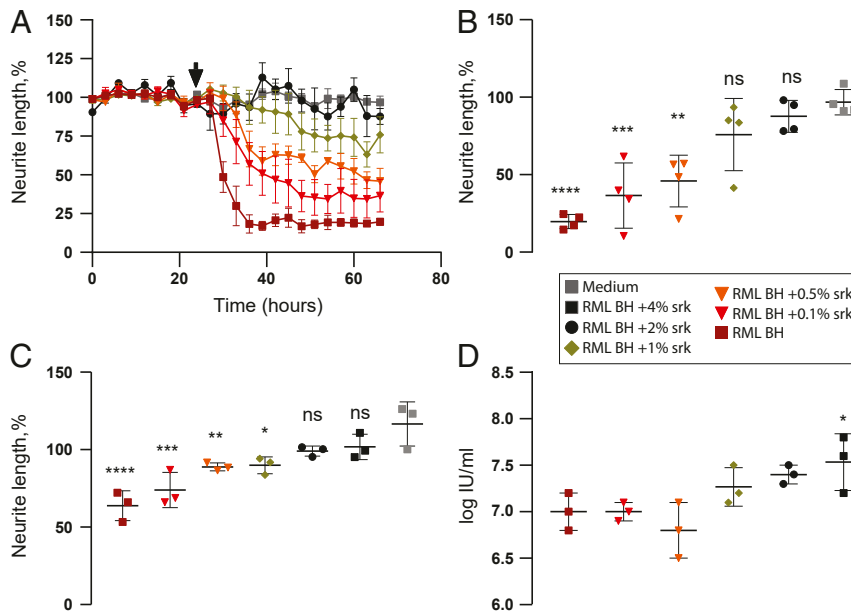 A
Neurite length,%
150
100
75
50
25
0
0
20
40
60
80
Time (hours)
B
Neurite length,%
150
100
50
0
****
***
**
ns
ns
Medium
RML BH +4% srk
RML BH +2% srk
RML BH +1% srk
RML BH +0.5% srk
RML BH +0.1% srk
RML BH
C
Neurite length,%
150
100
50
0
****
***
**
*
ns
ns
D
log IU/ml
8.5
8.0
7.5
7.0
6.5
6.0
*